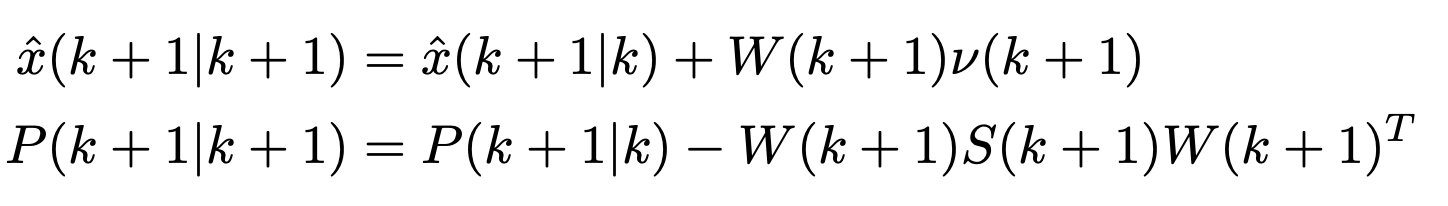 x̂(k + 1|k + 1) = x̂(k + 1|k) + W(k + 1)ν(k + 1)
P(k + 1|k + 1) = P(k + 1|k) − W(k + 1)S(k + 1)W(k + 1)ᵀ